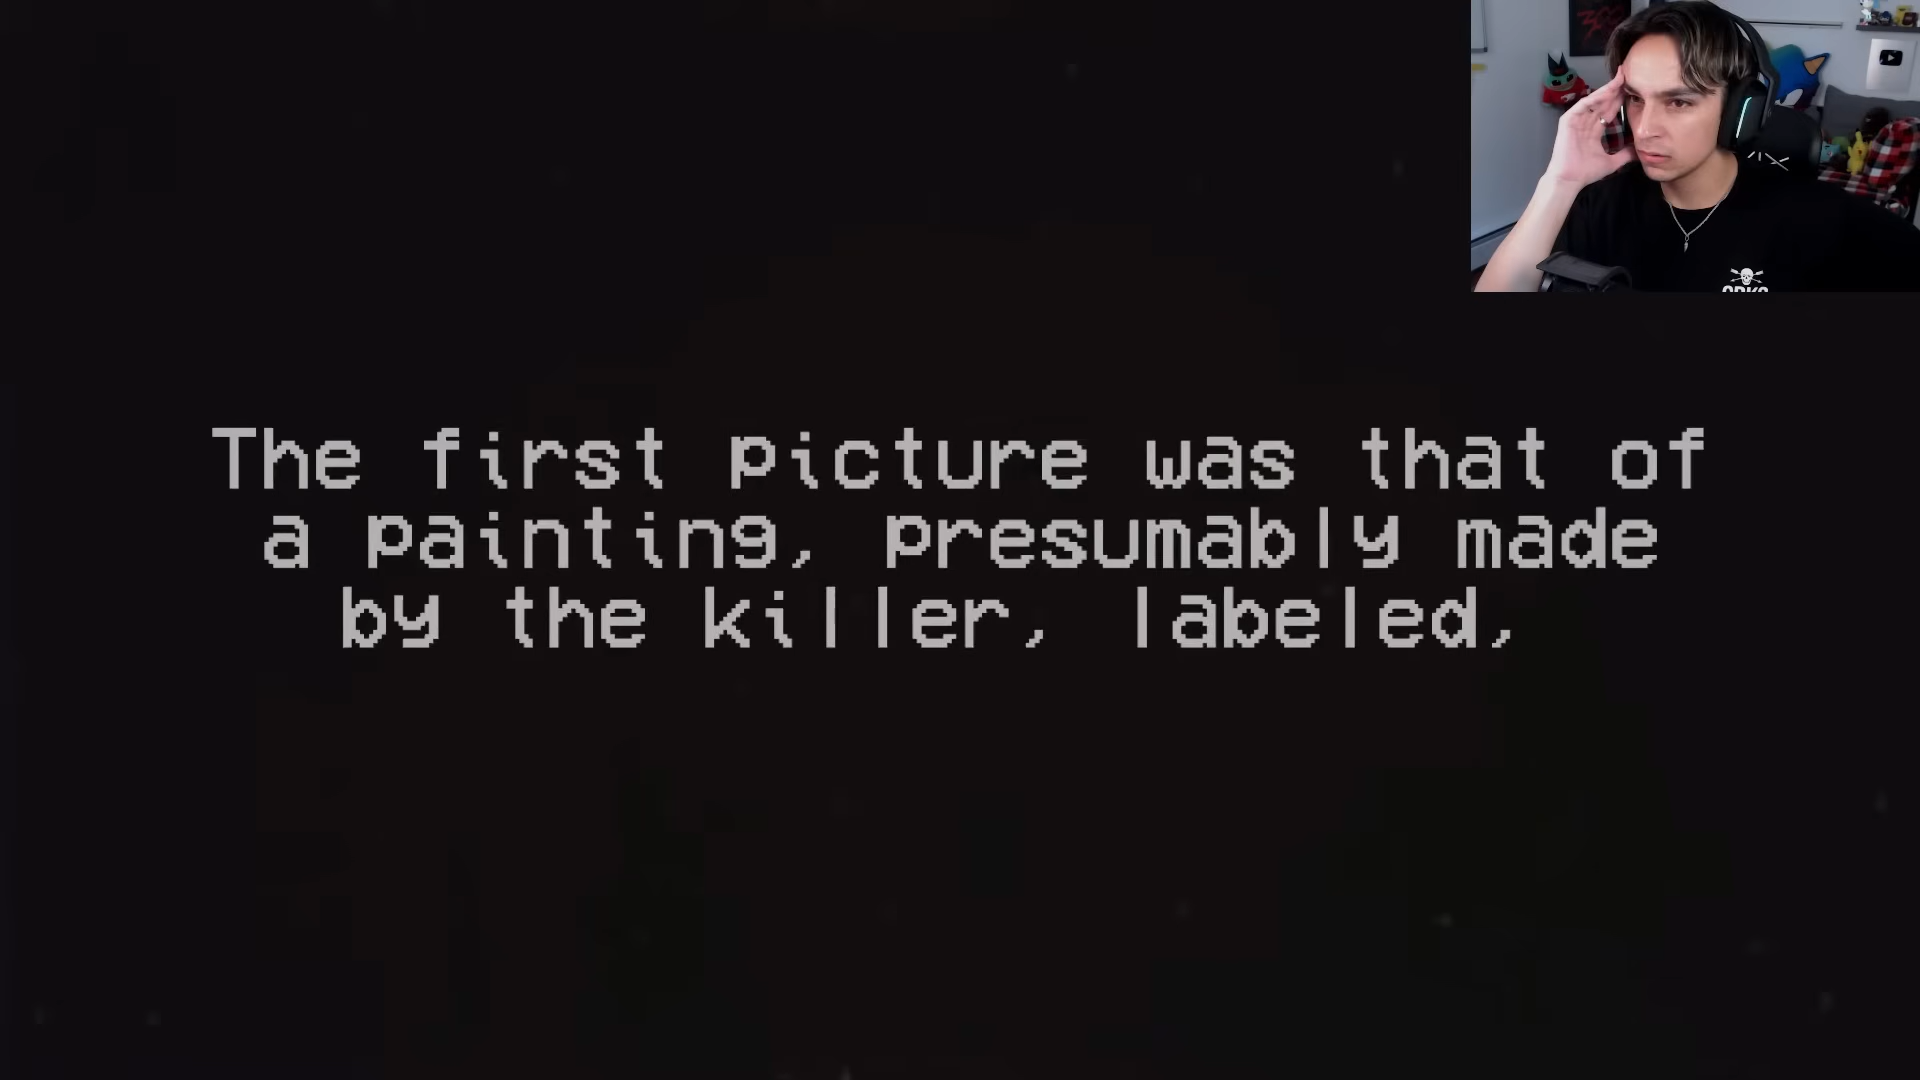 The first picture was that of
a painting, presumably made
by the killer, labeled,